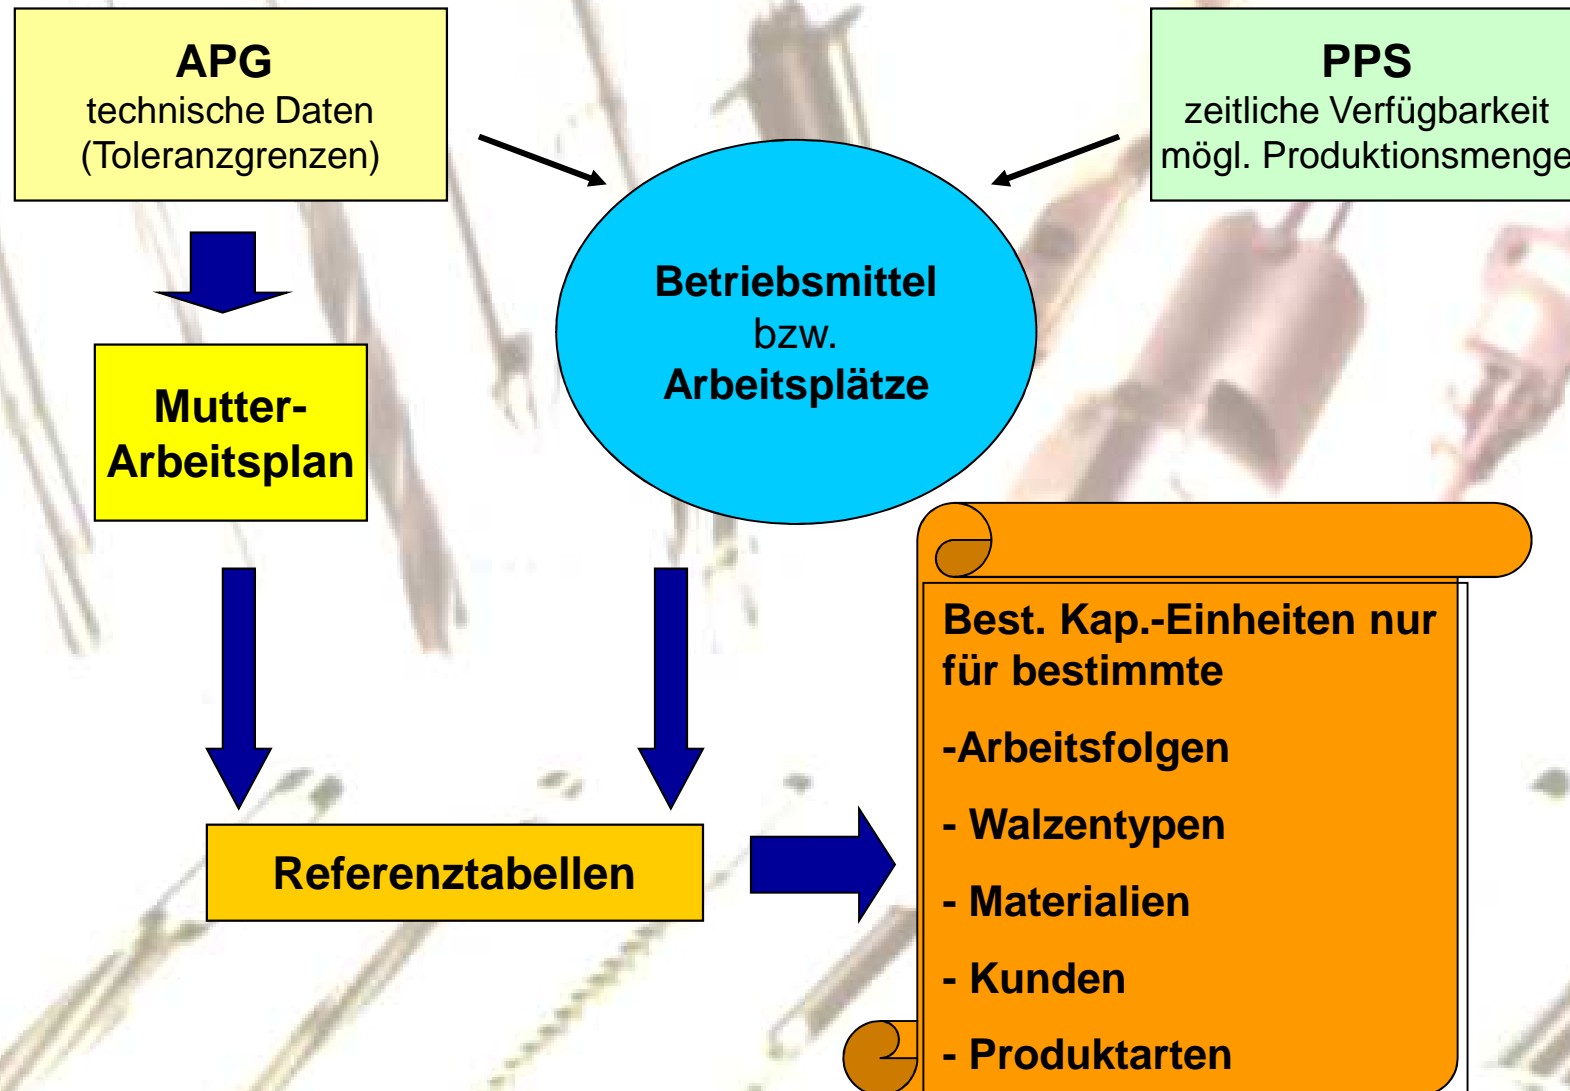 APG
technische Daten
(Toleranzgrenzen)
PPS
zeitliche Verfügbarkeit
mögl. Produktionsmenge
Betriebsmittel
bzw.
Arbeitsplätze
Mutter-
Arbeitsplan
Referenztabellen
Best. Kap.-Einheiten nur
für bestimmte
-Arbeitsfolgen
- Walzentypen
- Materialien
- Kunden
- Produktarten